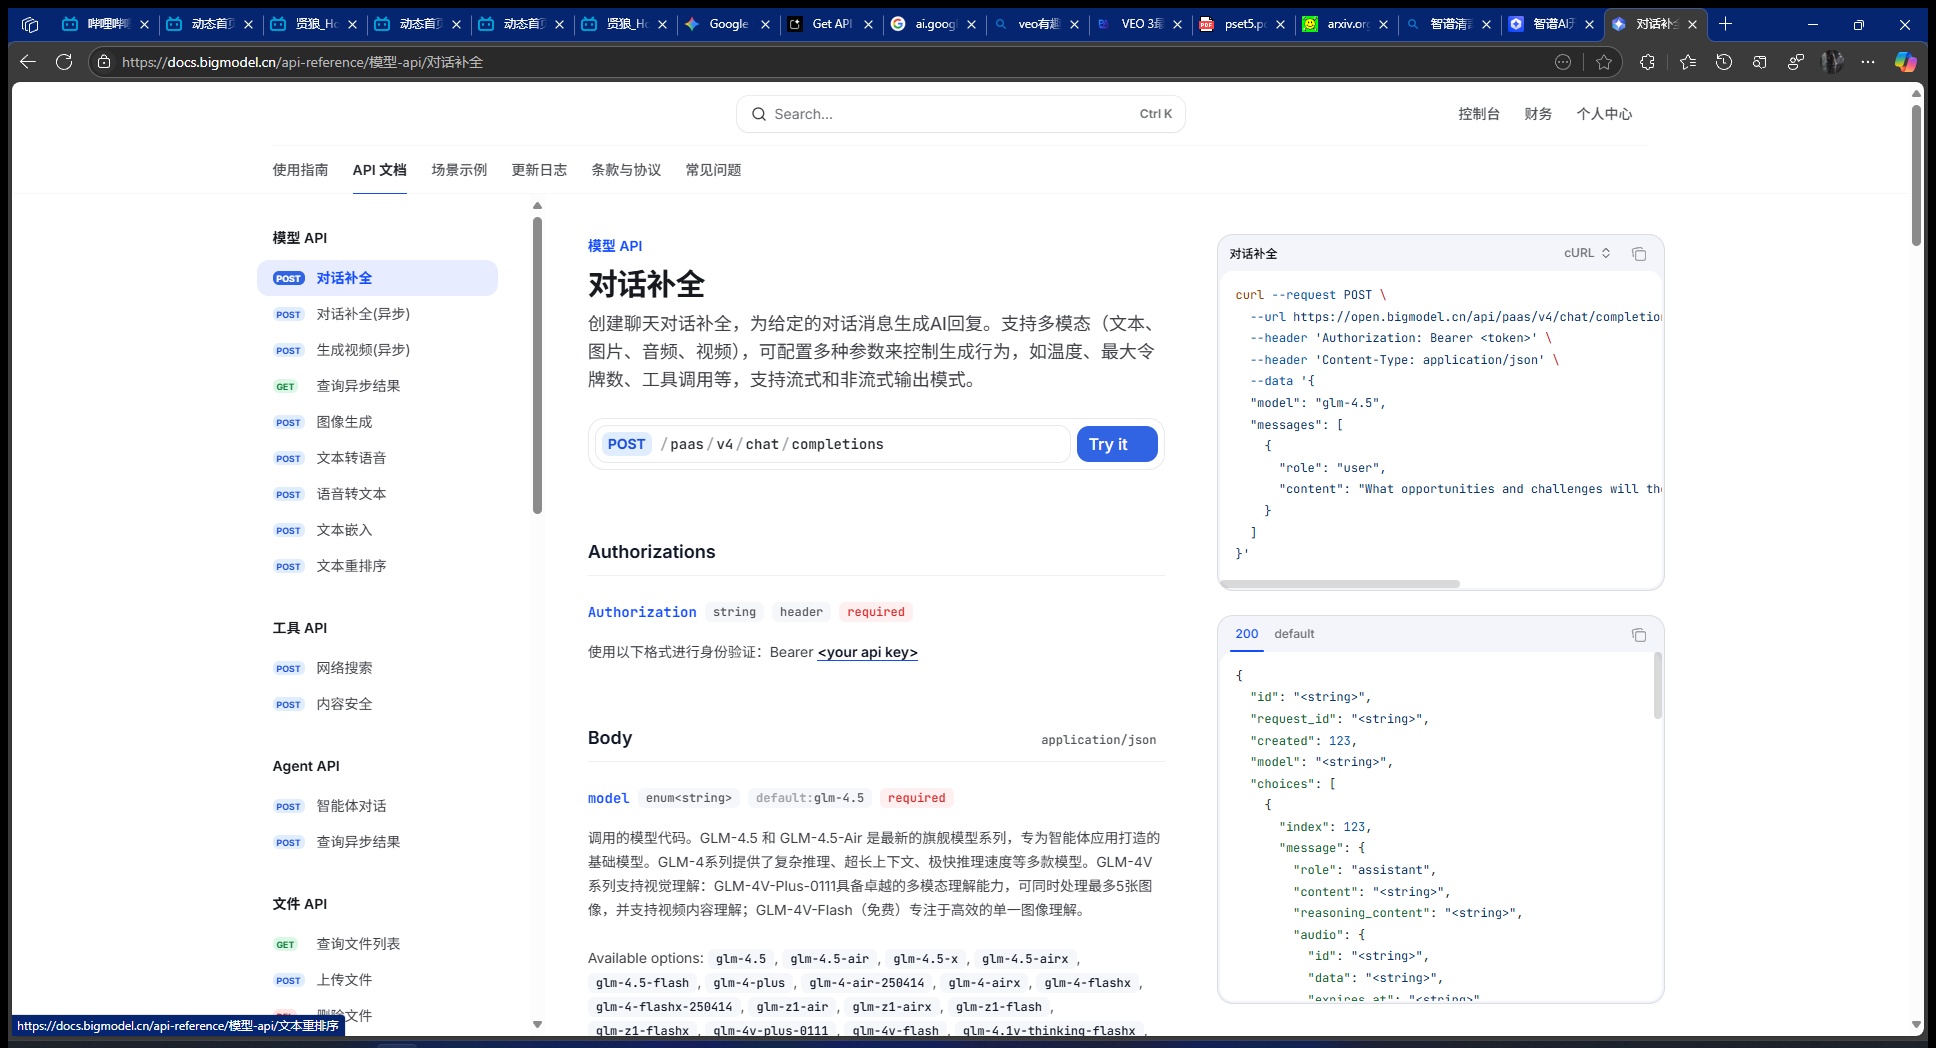 哔哩哔哩
动态首页
贤狼_Ho
动态首页
动态首页
贤狼_Ho
Google
Get API
ai.goog
veo有趣
VEO 3最
pset5.p
arxiv.or
智谱清言
智谱AI开
对话补全
https://docs.bigmodel.cn/api-reference/模型-api/对话补全
Search...
Ctrl K
控制台
财务
个人中心
使用指南
API 文档
场景示例
更新日志
条款与协议
常见问题
模型 API
POST 对话补全
POST 对话补全(异步)
POST 生成视频(异步)
GET 查询异步结果
POST 图像生成
POST 文本转语音
POST 语音转文本
POST 文本嵌入
POST 文本重排序
工具 API
POST 网络搜索
POST 内容安全
Agent API
POST 智能体对话
POST 查询异步结果
文件 API
GET 查询文件列表
POST 上传文件
删除文件
https://docs.bigmodel.cn/api-reference/模型-api/文本重排序
模型 API
对话补全
创建聊天对话补全，为给定的对话消息生成AI回复。支持多模态（文本、
图片、音频、视频），可配置多种参数来控制生成行为，如温度、最大令
牌数、工具调用等，支持流式和非流式输出模式。
POST /paas/v4/chat/completions
Try it
Authorizations
Authorization string header required
使用以下格式进行身份验证：Bearer <your api key>
Body
application/json
model enum<string> default:glm-4.5 required
调用的模型代码。GLM-4.5 和 GLM-4.5-Air 是最新的旗舰模型系列，专为智能体应用打造的
基础模型。GLM-4系列提供了复杂推理、超长上下文、极快推理速度等多款模型。GLM-4V
系列支持视觉理解：GLM-4V-Plus-0111具备卓越的多模态理解能力，可同时处理最多5张图
像，并支持视频内容理解；GLM-4V-Flash（免费）专注于高效的单一图像理解。
Available options: glm-4.5 , glm-4.5-air , glm-4.5-x , glm-4.5-airx ,
glm-4.5-flash , glm-4-plus , glm-4-air-250414 , glm-4-airx , glm-4-flashx ,
glm-4-flashx-250414 , glm-z1-air , glm-z1-airx , glm-z1-flash ,
glm-z1-flashx , glm-4v-plus-0111 , glm-4v-flash , glm-4.1v-thinking-flashx ,
对话补全
cURL
curl --request POST \
--url https://open.bigmodel.cn/api/paas/v4/chat/completion
--header 'Authorization: Bearer <token>' \
--header 'Content-Type: application/json' \
--data '{
"model": "glm-4.5",
"messages": [
{
"role": "user",
"content": "What opportunities and challenges will the
}
]
}'
200
default
{
"id": "<string>",
"request_id": "<string>",
"created": 123,
"model": "<string>",
"choices": [
{
"index": 123,
"message": {
"role": "assistant",
"content": "<string>",
"reasoning_content": "<string>",
"audio": {
"id": "<string>",
"data": "<string>",
"expires_at": "<string>"